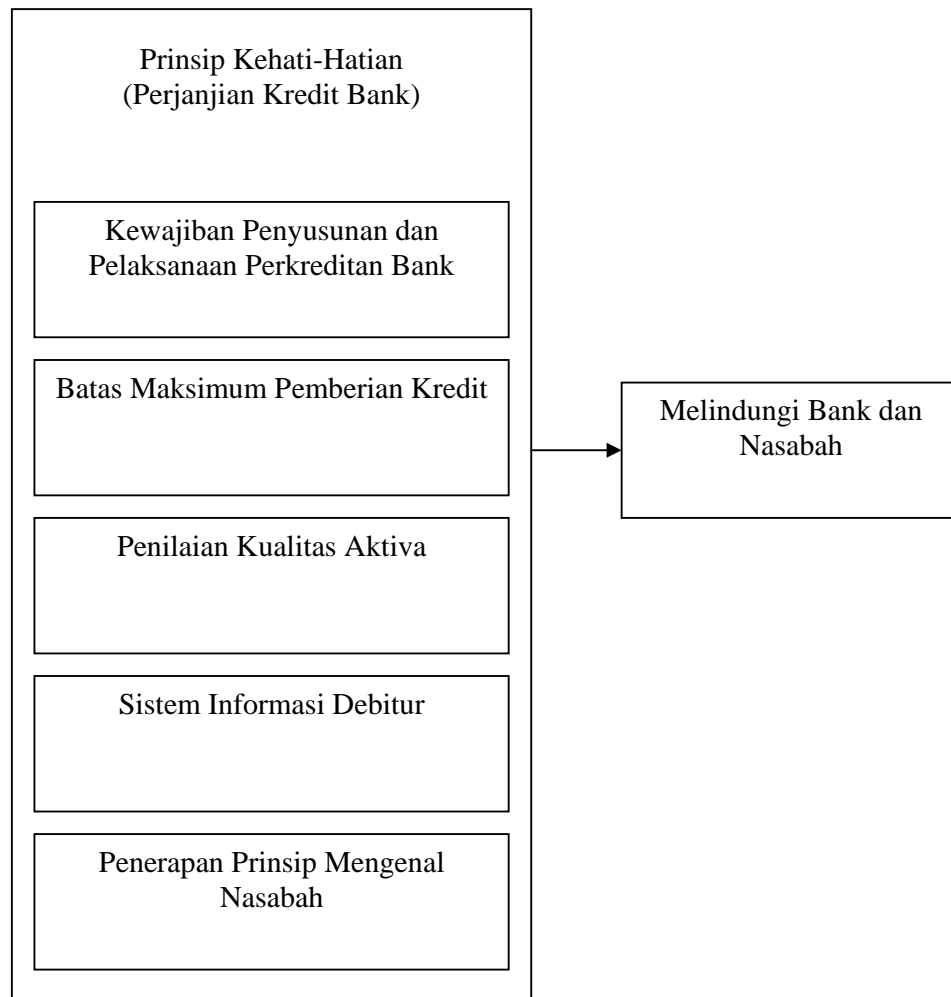 Prinsip Kehati-Hatian
(Perjanjian Kredit Bank)
Kewajiban Penyusunan dan
Pelaksanaan Perkreditan Bank
Batas Maksimum Pemberian Kredit
Penilaian Kualitas Aktiva
Sistem Informasi Debitur
Penerapan Prinsip Mengenal
Nasabah
Melindungi Bank dan
Nasabah